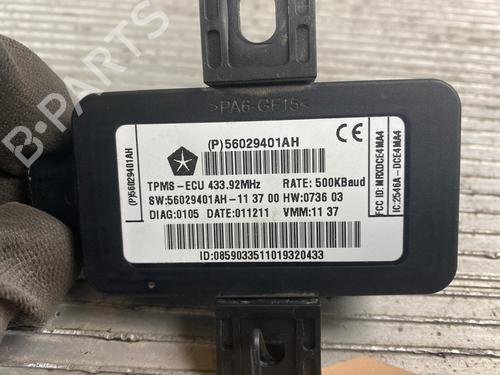 >PA6-GF15<
(P)56029401AH
(P)56029401AH
CE
TPMS-ECU 433.92MHz RATE: 500KBaud
SW:56029401AH-11 37 00 HW:0736 03
DIAG:0105 DATE:011211 VMM:11 37
ID:0859033511019320433
FCC ID:MRXDCE4MA4
IC:2546A-DCE4MA4
B-PARTS